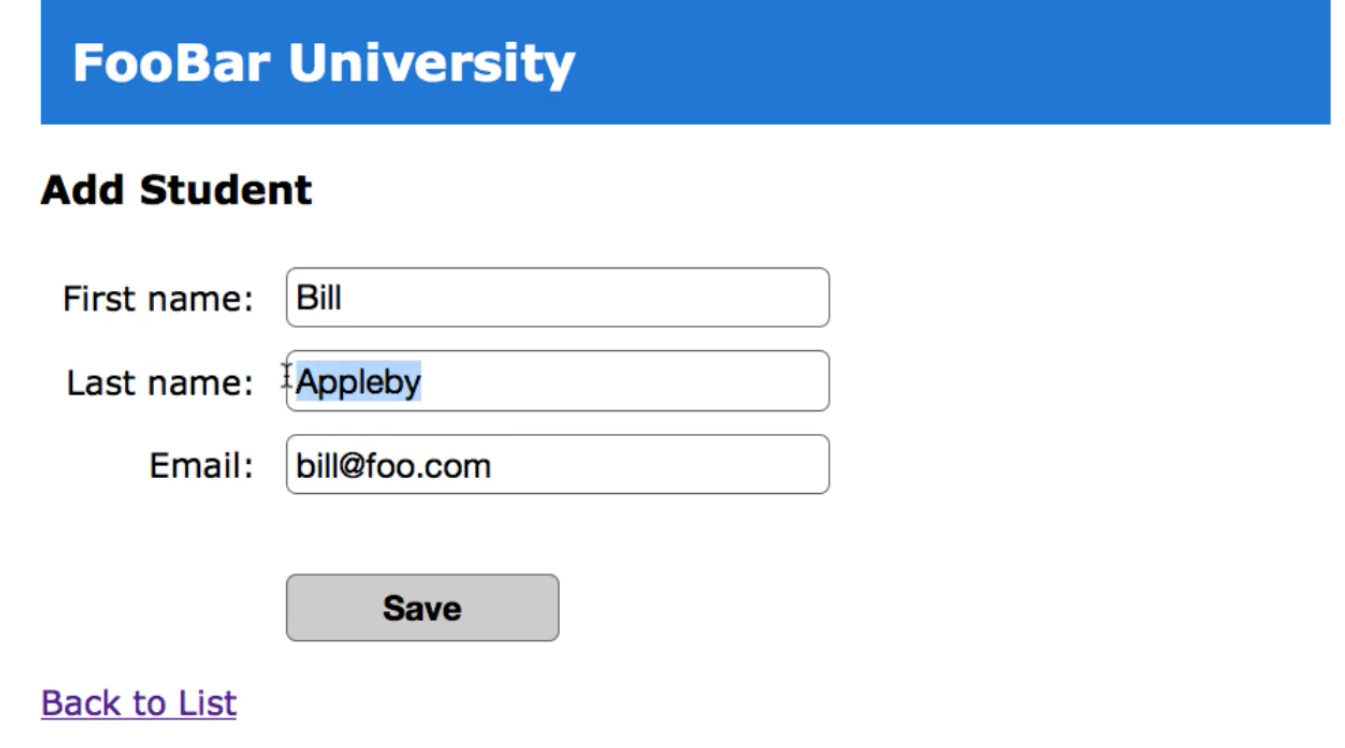 FooBar University
Add Student
First name: Bill
Last name: Appleby
Email: bill@foo.com
Save
Back to List